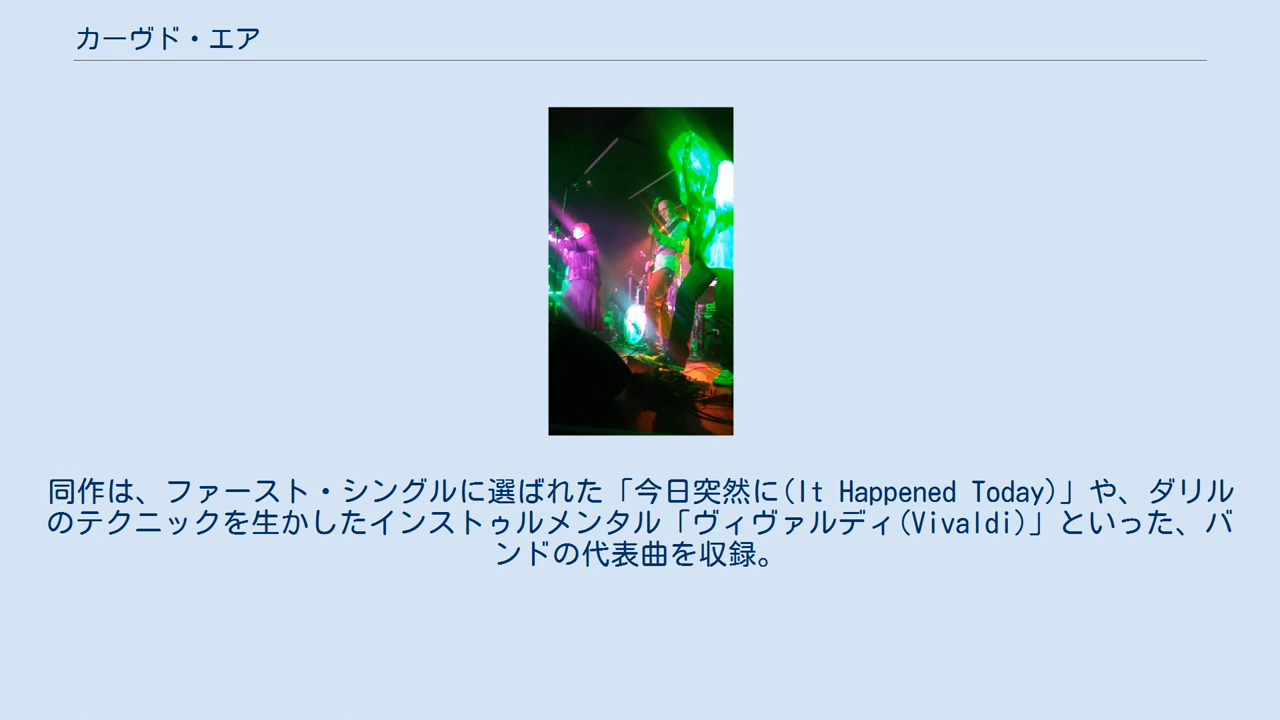 カーヴド・エア
同作は、ファースト・シングルに選ばれた「今日突然に(It Happened Today)」や、ダリル
のテクニックを生かしたインストゥルメンタル「ヴィヴァルディ(Vivaldi)」といった、バ
ンドの代表曲を収録。